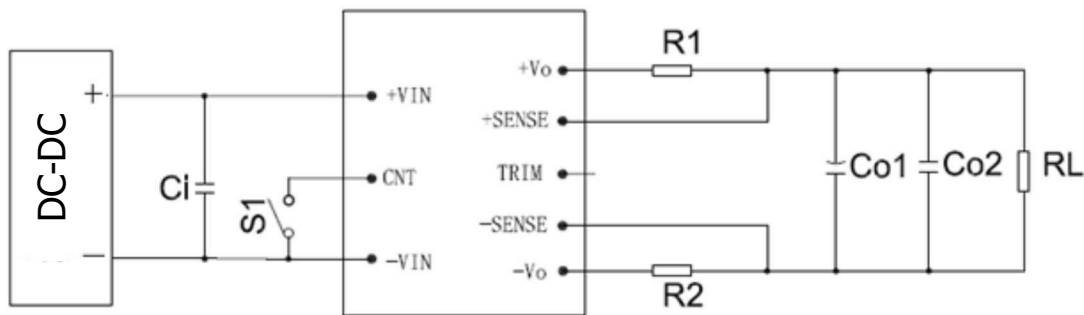 DC-DC
+
−
Ci
S1
+VIN
CNT
−VIN
+Vo
+SENSE
TRIM
−SENSE
−Vo
R1
R2
Co1
Co2
RL